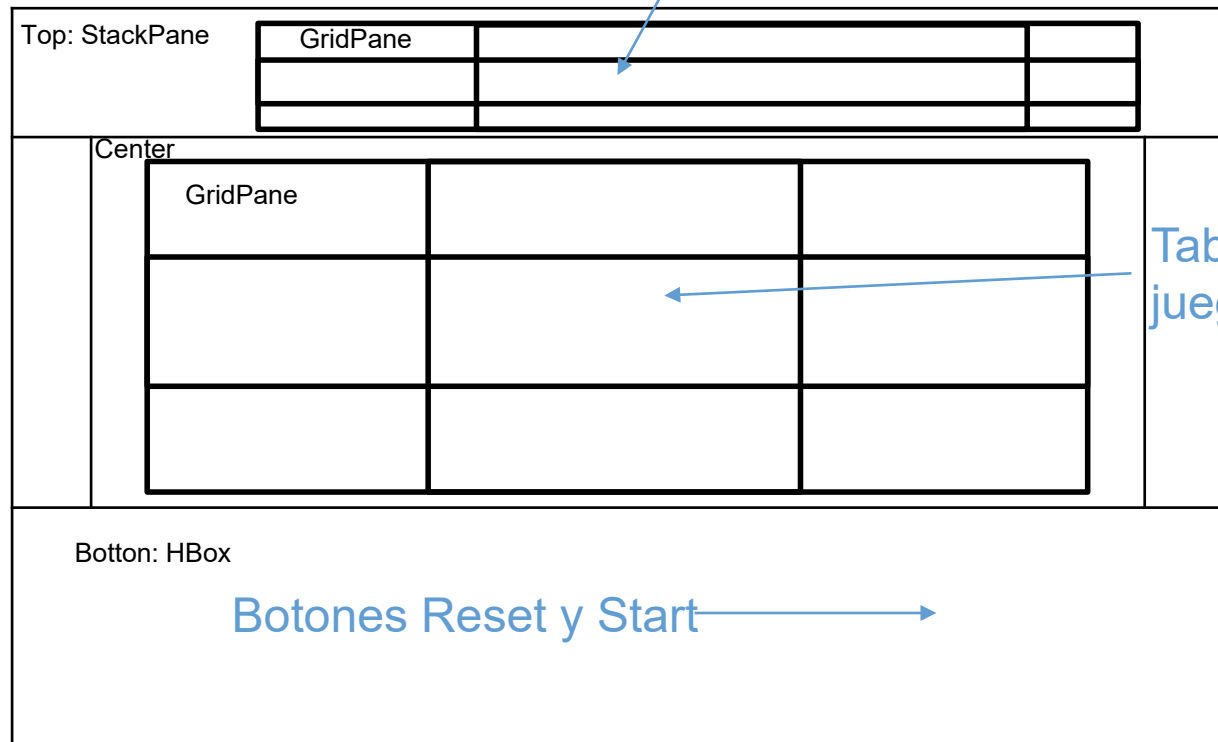 Top: StackPane
GridPane
Center
GridPane
Botton: HBox
Botones Reset y Start